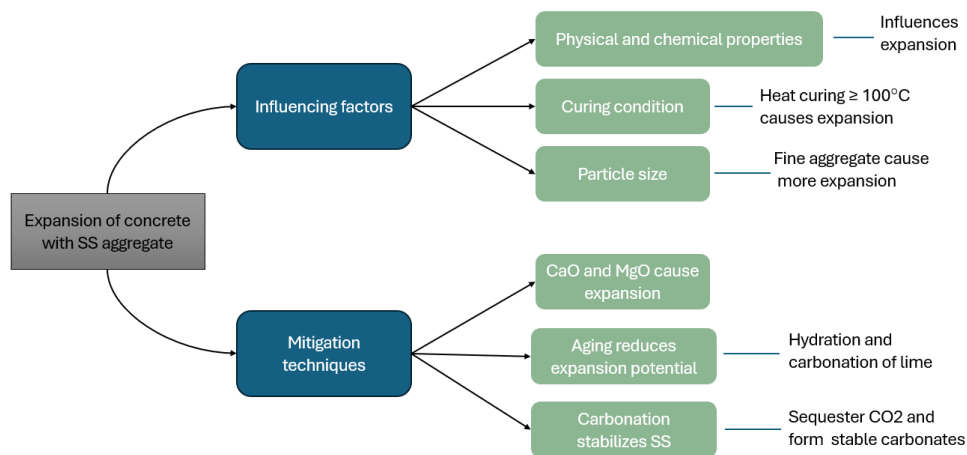 Expansion of concrete
with SS aggregate
Influencing factors
Physical and chemical properties
Influences
expansion
Curing condition
Heat curing ≥ 100°C
causes expansion
Particle size
Fine aggregate cause
more expansion
Mitigation
techniques
CaO and MgO cause
expansion
Aging reduces
expansion potential
Hydration and
carbonation of lime
Carbonation
stabilizes SS
Sequester CO2 and
form stable carbonates